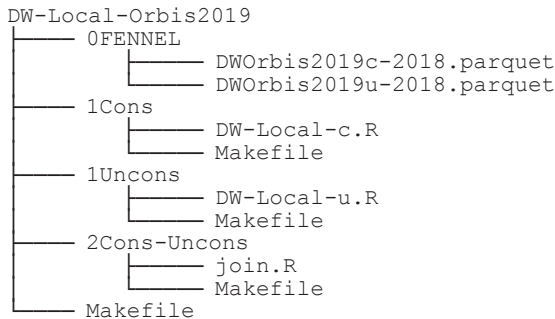 DW-Local-Orbis2019
0FENNEL
DWOrbis2019c-2018.parquet
DWOrbis2019u-2018.parquet
1Cons
DW-Local-c.R
Makefile
1Uncons
DW-Local-u.R
Makefile
2Cons-Uncons
join.R
Makefile
Makefile